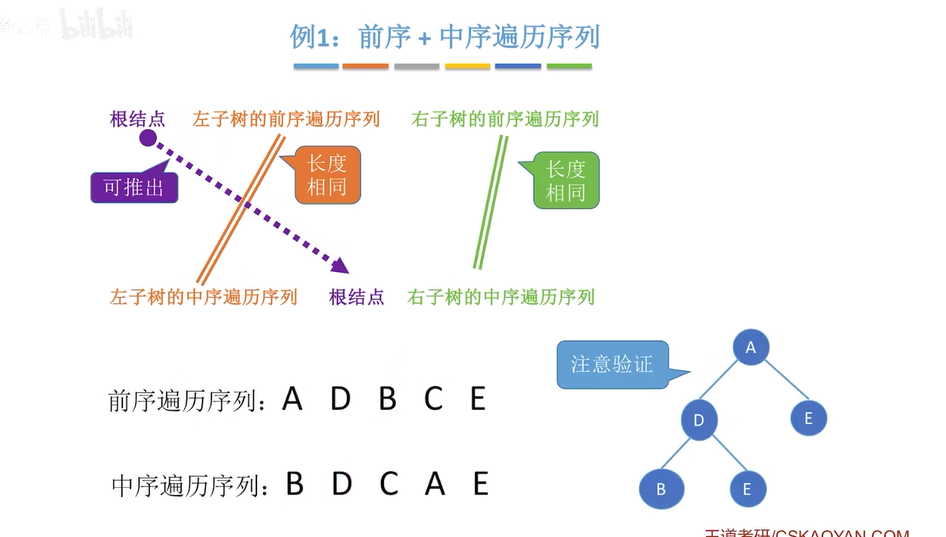 bilibili
例1：前序 + 中序遍历序列
根结点 左子树的前序遍历序列 右子树的前序遍历序列
可推出
长度
相同
长度
相同
左子树的中序遍历序列 根结点 右子树的中序遍历序列
注意验证
A
前序遍历序列：A D B C E
D
E
中序遍历序列：B D C A E
B
E
王道考研/CSKAOYAN.COM